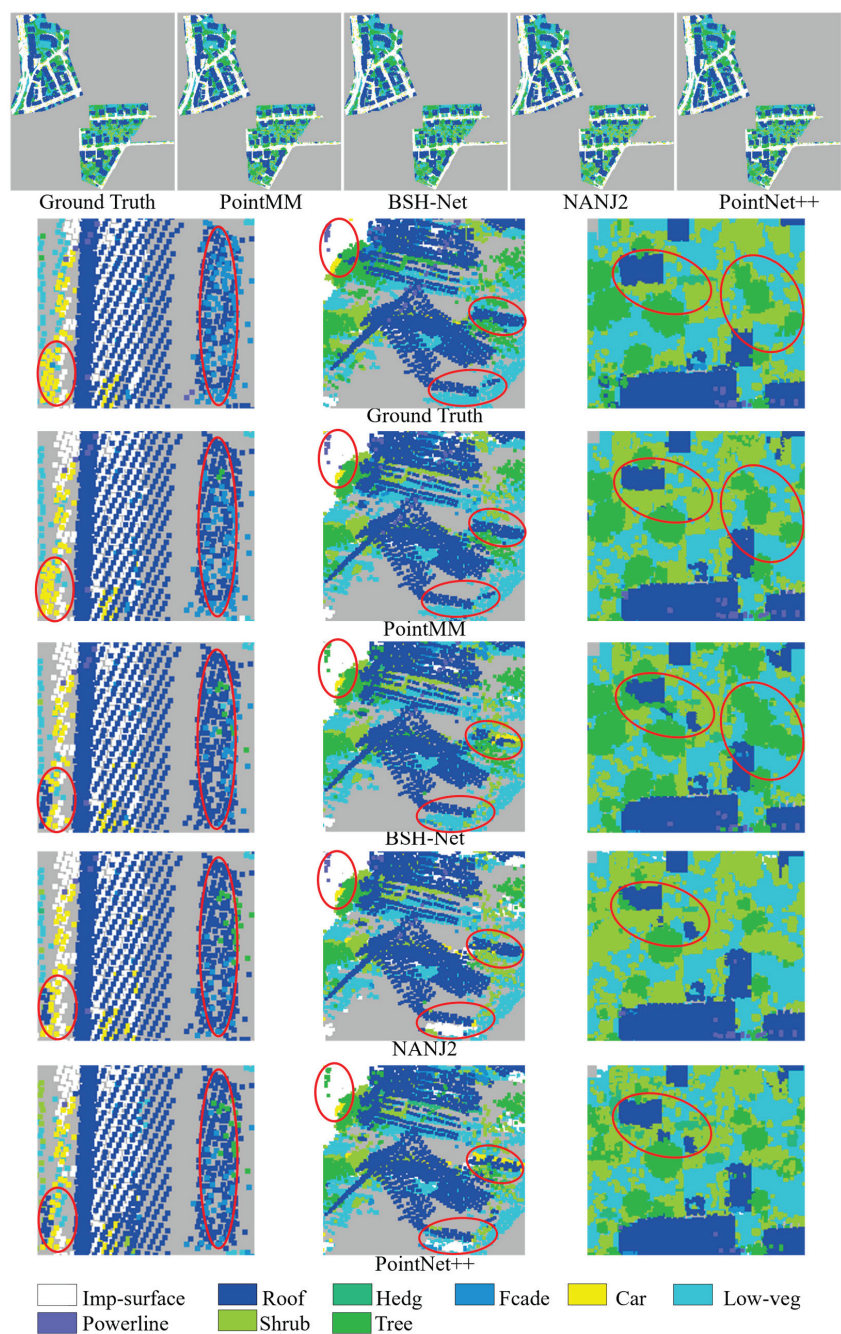 Ground Truth PointMM BSH-Net NANJ2 PointNet++
Ground Truth
PointMM
BSH-Net
NANJ2
PointNet++
Imp-surface Roof Hedg Fcade Car Low-veg
Powerline Shrub Tree